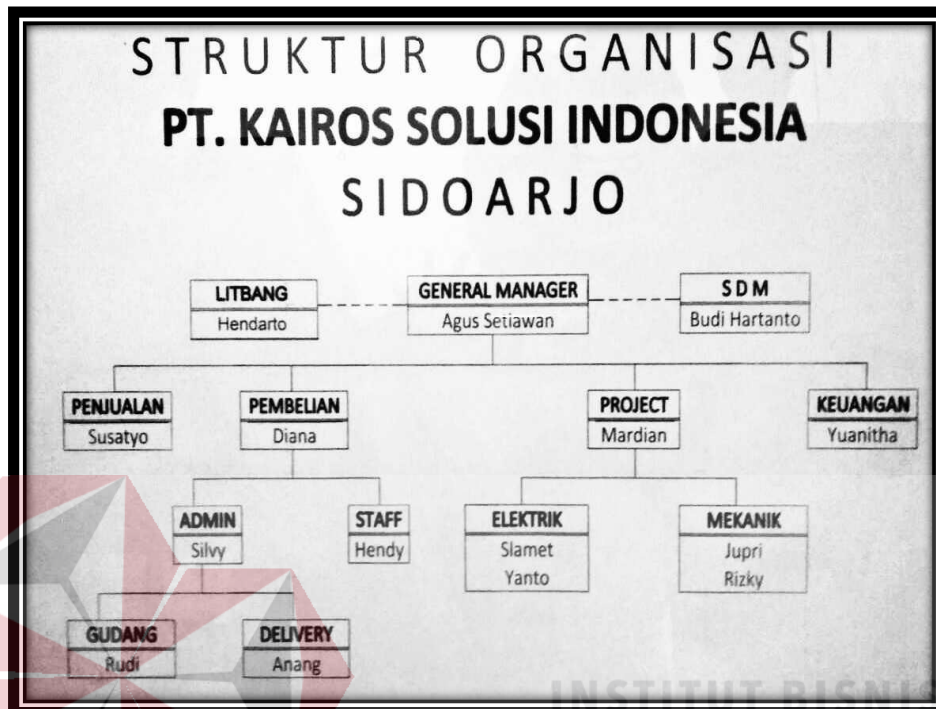 STRUKTUR ORGANISASI
PT. KAIROS SOLUSI INDONESIA
SIDOARJO
LITBANG
Hendarto
GENERAL MANAGER
Agus Setiawan
SDM
Budi Hartanto
PENJUALAN
Susatyo
PEMBELIAN
Diana
PROJECT
Mardian
KEUANGAN
Yuanitha
ADMIN
Silvy
STAFF
Hendy
ELEKTRIK
Slamet
Yanto
MEKANIK
Jupri
Rizky
GUDANG
Rudi
DELIVERY
Anang
INSTITUT BISNIS